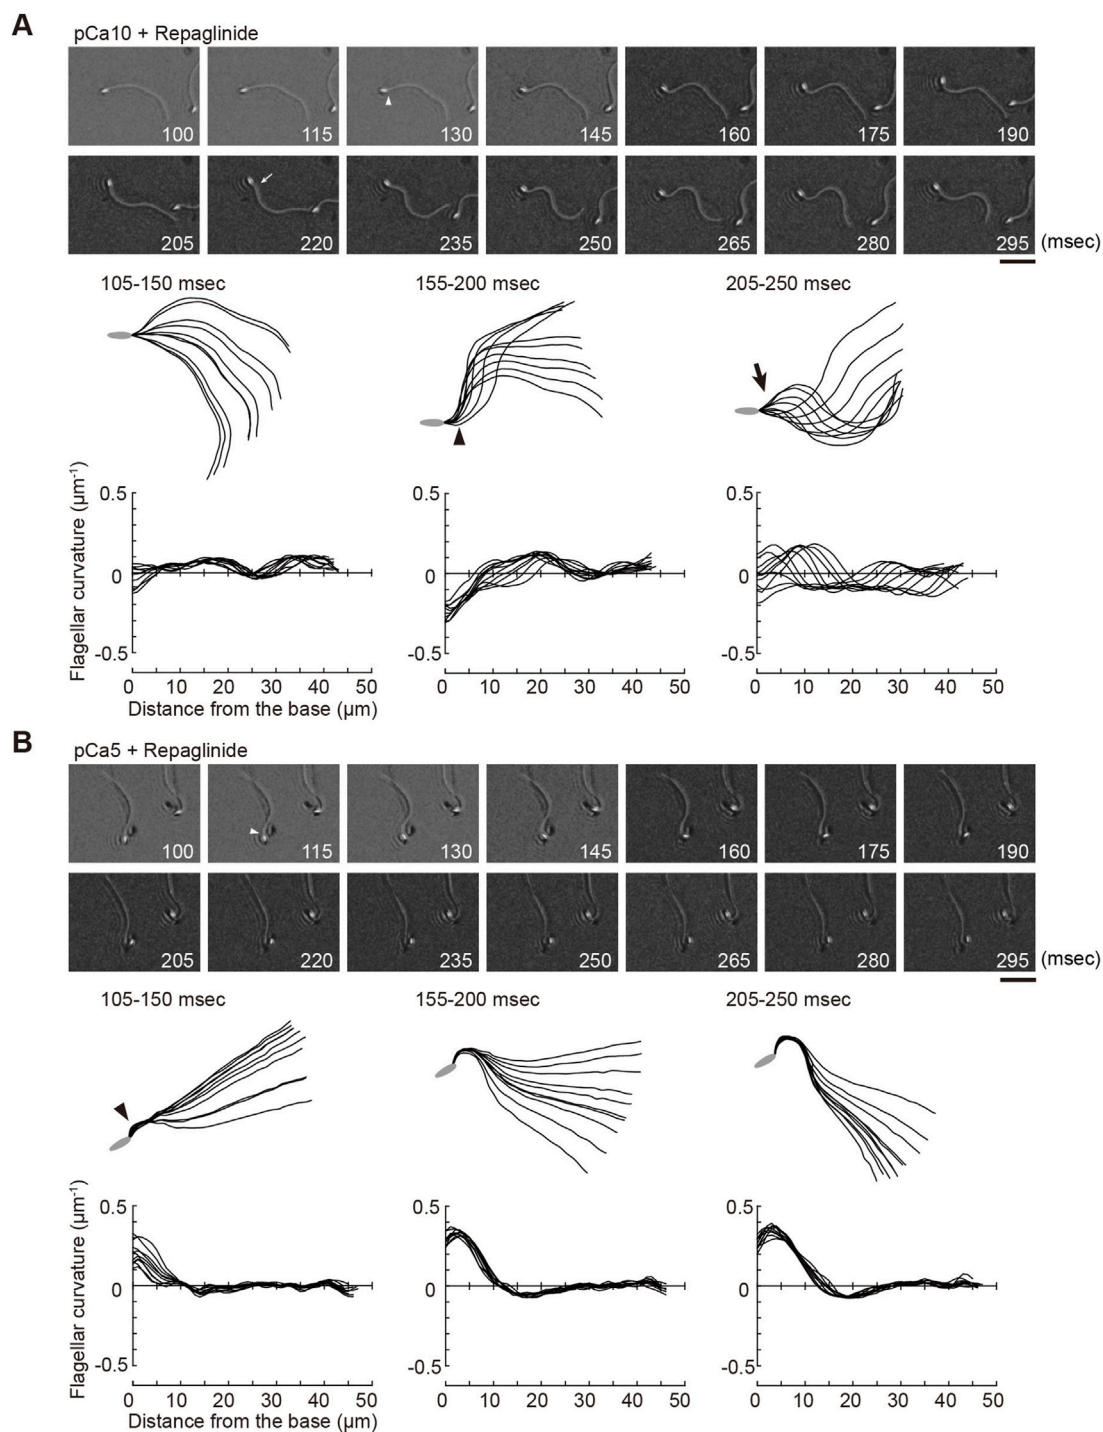 A
pCa10 + Repaglinide
100 115 130 145 160 175 190
205 220 235 250 265 280 295 (msec)
105-150 msec 155-200 msec 205-250 msec
Flagellar curvature (µm⁻¹)
0.5 0.5 0.5
0 0 0
-0.5 -0.5 -0.5
0 10 20 30 40 50 0 10 20 30 40 50 0 10 20 30 40 50
Distance from the base (µm)
B
pCa5 + Repaglinide
100 115 130 145 160 175 190
205 220 235 250 265 280 295 (msec)
105-150 msec 155-200 msec 205-250 msec
Flagellar curvature (µm⁻¹)
0.5 0.5 0.5
0 0 0
-0.5 -0.5 -0.5
0 10 20 30 40 50 0 10 20 30 40 50 0 10 20 30 40 50
Distance from the base (µm)